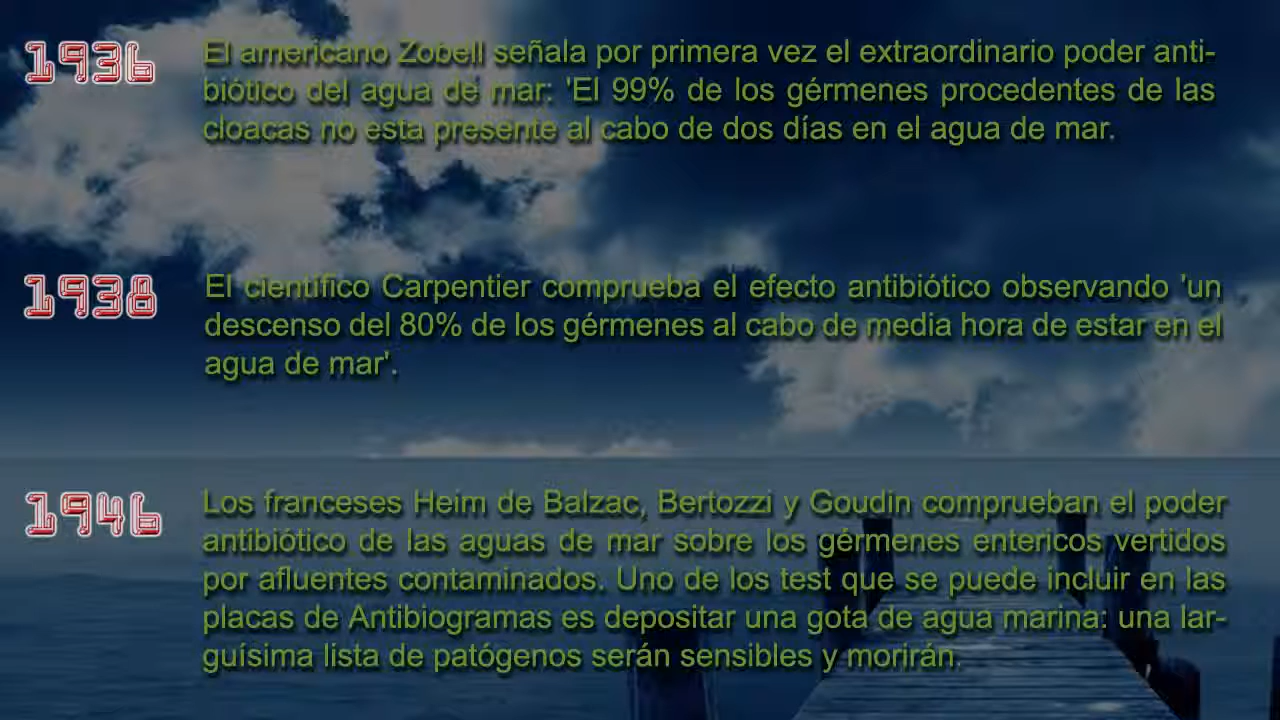 1936
El americano Zobell señala por primera vez el extraordinario poder anti-
biótico del agua de mar: 'El 99% de los gérmenes procedentes de las
cloacas no esta presente al cabo de dos días en el agua de mar.
1938
El científico Carpentier comprueba el efecto antibiótico observando 'un
descenso del 80% de los gérmenes al cabo de media hora de estar en el
agua de mar'.
1946
Los franceses Heim de Balzac, Bertozzi y Goudin comprueban el poder
antibiótico de las aguas de mar sobre los gérmenes entericos vertidos
por afluentes contaminados. Uno de los test que se puede incluir en las
placas de Antibiogramas es depositar una gota de agua marina: una lar-
guísima lista de patógenos serán sensibles y morirán.